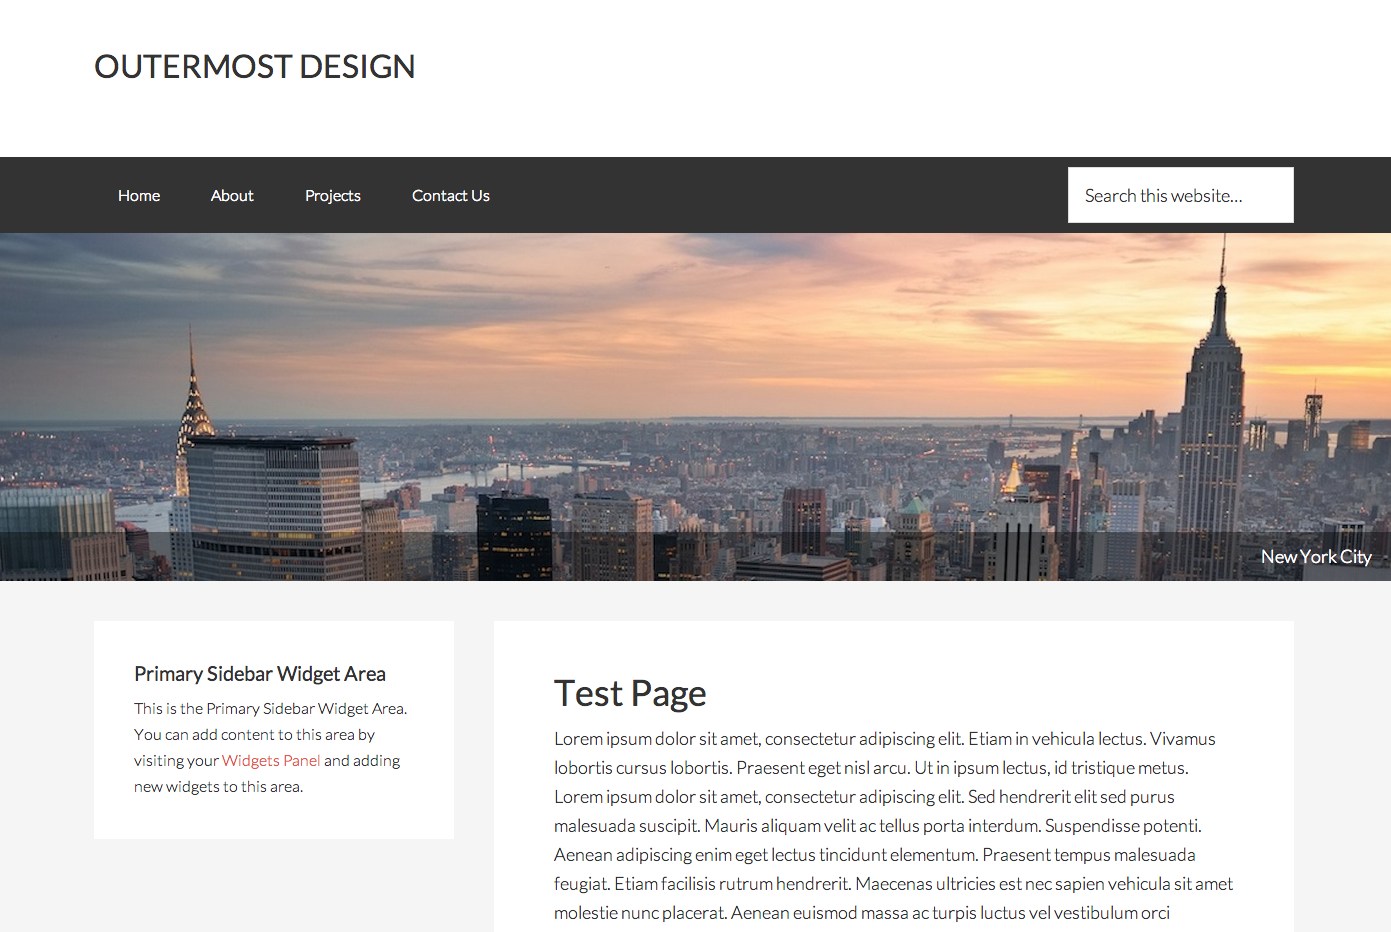 OUTERMOST DESIGN
Home About Projects Contact Us Search this website...
New York City
Primary Sidebar Widget Area
This is the Primary Sidebar Widget Area.
You can add content to this area by
visiting your Widgets Panel and adding
new widgets to this area.
Test Page
Lorem ipsum dolor sit amet, consectetur adipiscing elit. Etiam in vehicula lectus. Vivamus
lobortis cursus lobortis. Praesent eget nisl arcu. Ut in ipsum lectus, id tristique metus.
Lorem ipsum dolor sit amet, consectetur adipiscing elit. Sed hendrerit elit sed purus
malesuada suscipit. Mauris aliquam velit ac tellus porta interdum. Suspendisse potenti.
Aenean adipiscing enim eget lectus tincidunt elementum. Praesent tempus malesuada
feugiat. Etiam facilisis rutrum hendrerit. Maecenas ultricies est nec sapien vehicula sit amet
molestie nunc placerat. Aenean euismod massa ac turpis luctus vel vestibulum orci